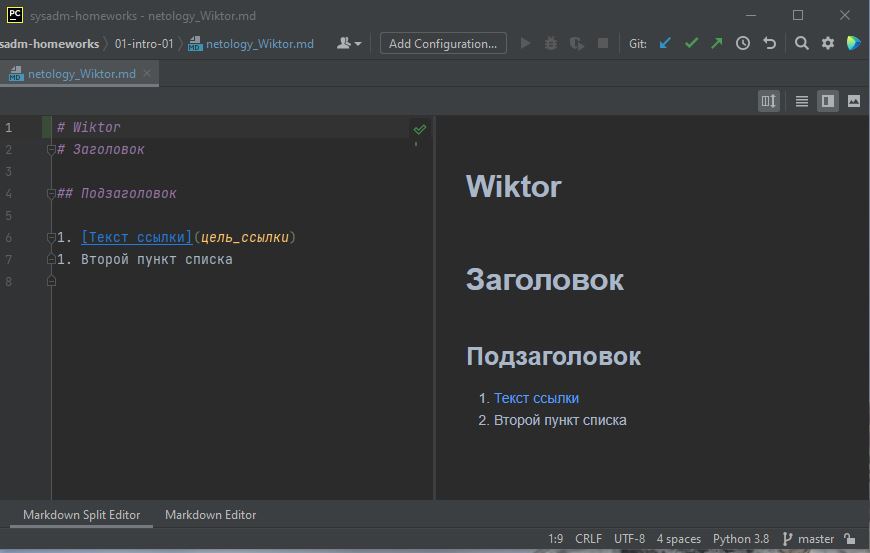 PC sysadm-homeworks - netology_Wiktor.md
sadm-homeworks 01-intro-01 MD netology_Wiktor.md Add Configuration... Git:
MD netology_Wiktor.md
1 # Wiktor
2 # Заголовок
3
4 ## Подзаголовок
5
6 1. [Текст ссылки](цель_ссылки)
7 1. Второй пункт списка
8
Wiktor
Заголовок
Подзаголовок
1. Текст ссылки
2. Второй пункт списка
Markdown Split Editor Markdown Editor
1:9 CRLF UTF-8 4 spaces Python 3.8 master